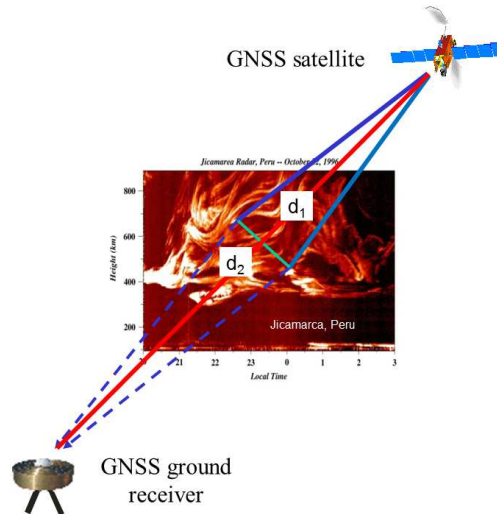 GNSS satellite
Jicamarca Radar, Peru -- October 22, 1996
800
600
400
200
Height (km)
d1
d2
Jicamarca, Peru
21
22
23
0
1
2
3
Local Time
GNSS ground
receiver